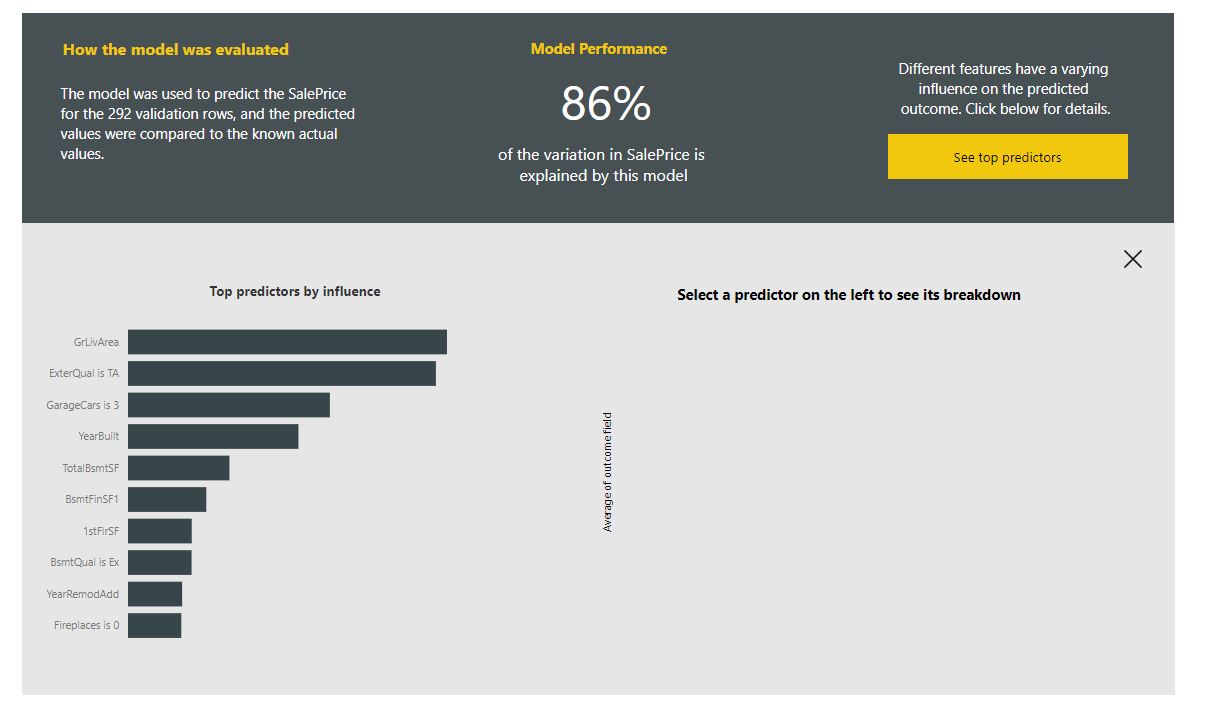 How the model was evaluated
The model was used to predict the SalePrice
for the 292 validation rows, and the predicted
values were compared to the known actual
values.
Model Performance
86%
of the variation in SalePrice is
explained by this model
Different features have a varying
influence on the predicted
outcome. Click below for details.
See top predictors
Top predictors by influence
GrLivArea
ExterQual is TA
GarageCars is 3
YearBuilt
TotalBsmtSF
BsmtFinSF1
1stFlrSF
BsmtQual is Ex
YearRemodAdd
Fireplaces is 0
Select a predictor on the left to see its breakdown
Average of outcome field